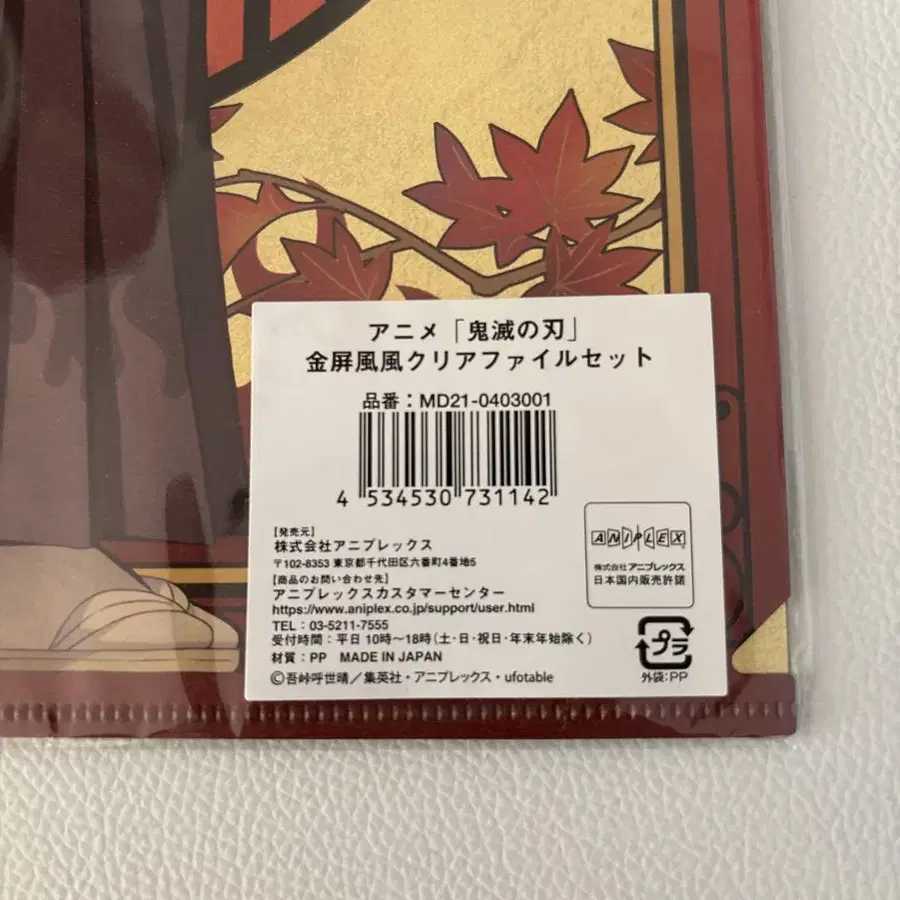 アニメ「鬼滅の刃」
金屏風風クリアファイルセット
品番：MD21-0403001
4 534530 731142
【発売元】
株式会社アニプレックス
〒102-8353 東京都千代田区六番町4番地5
【商品のお問い合わせ先】
アニプレックスカスタマーセンター
https://www.aniplex.co.jp/support/user.html
TEL：03-5211-7555
受付時間：平日 10時〜18時（土・日・祝日・年末年始除く）
材質：PP MADE IN JAPAN
©吾峠呼世晴／集英社・アニプレックス・ufotable
ANIPLEX
株式会社 アニプレックス
日本国内販売許諾
プラ
外袋：PP